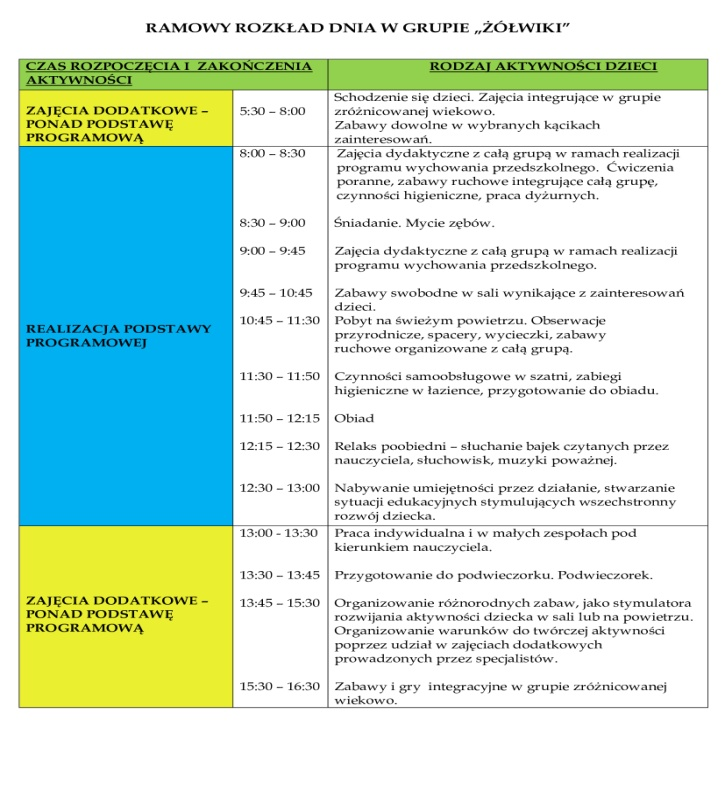 RAMOWY ROZKŁAD DNIA W GRUPIE „ŻÓŁWIKI”
CZAS ROZPOCZĘCIA I ZAKOŃCZENIA
AKTYWNOŚCI
RODZAJ AKTYWNOŚCI DZIECI
ZAJĘCIA DODATKOWE –
PONAD PODSTAWĘ
PROGRAMOWĄ
5:30 – 8:00
Schodzenie się dzieci. Zajęcia integrujące w grupie
zróżnicowanej wiekowo.
Zabawy dowolne w wybranych kącikach
zainteresowań.
REALIZACJA PODSTAWY
PROGRAMOWEJ
8:00 – 8:30
Zajęcia dydaktyczne z całą grupą w ramach realizacji
programu wychowania przedszkolnego. Ćwiczenia
poranne, zabawy ruchowe integrujące całą grupę,
czynności higieniczne, praca dyżurnych.
8:30 – 9:00
Śniadanie. Mycie zębów.
9:00 – 9:45
Zajęcia dydaktyczne z całą grupą w ramach realizacji
programu wychowania przedszkolnego.
9:45 – 10:45
Zabawy swobodne w sali wynikające z zainteresowań
dzieci.
10:45 – 11:30
Pobyt na świeżym powietrzu. Obserwacje
przyrodnicze, spacery, wycieczki, zabawy
ruchowe organizowane z całą grupą.
11:30 – 11:50
Czynności samoobsługowe w szatni, zabiegi
higieniczne w łazience, przygotowanie do obiadu.
11:50 – 12:15
Obiad
12:15 – 12:30
Relaks poobiedni – słuchanie bajek czytanych przez
nauczyciela, słuchowisk, muzyki poważnej.
12:30 – 13:00
Nabywanie umiejętności przez działanie, stwarzanie
sytuacji edukacyjnych stymulujących wszechstronny
rozwój dziecka.
ZAJĘCIA DODATKOWE –
PONAD PODSTAWĘ
PROGRAMOWĄ
13:00 - 13:30
Praca indywidualna i w małych zespołach pod
kierunkiem nauczyciela.
13:30 – 13:45
Przygotowanie do podwieczorku. Podwieczorek.
13:45 – 15:30
Organizowanie różnorodnych zabaw, jako stymulatora
rozwijania aktywności dziecka w sali lub na powietrzu.
Organizowanie warunków do twórczej aktywności
poprzez udział w zajęciach dodatkowych
prowadzonych przez specjalistów.
15:30 – 16:30
Zabawy i gry integracyjne w grupie zróżnicowanej
wiekowo.